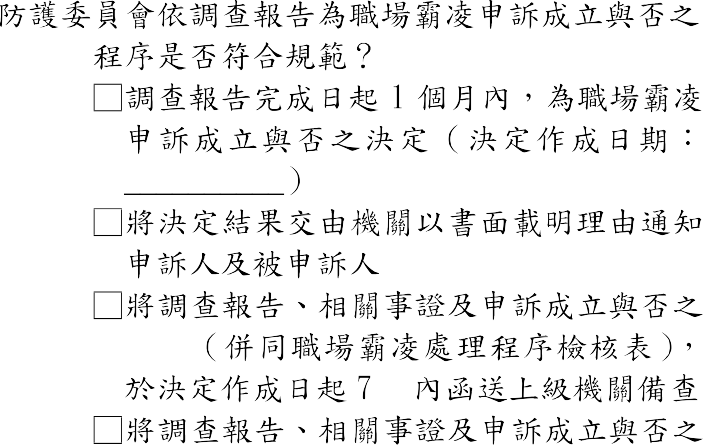 防護委員會依調查報告為職場霸凌申訴成立與否之
程序是否符合規範？
□調查報告完成日起1個月內，為職場霸凌
申訴成立與否之決定（決定作成日期：
__________）
□將決定結果交由機關以書面載明理由通知
申訴人及被申訴人
□將調查報告、相關事證及申訴成立與否之
（併同職場霸凌處理程序檢核表），
於決定作成日起7 內函送上級機關備查
□將調查報告、相關事證及申訴成立與否之